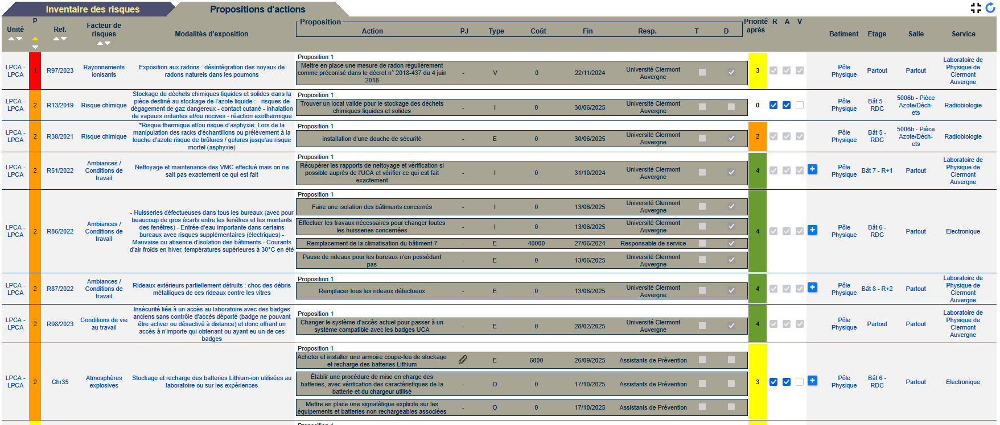 Inventaire des risques
Propositions d'actions
Unité
P
Ref.
Facteur de
risques
Modalités d'exposition
Proposition
Action
PJ
Type
Coût
Fin
Resp.
T
D
Priorité
après
R
A
V
Batiment
Etage
Salle
Service
LPCA -
LPCA
1
R97/2023
Rayonnements
ionisants
Exposition aux radons : désintégration des noyaux de
radons naturels dans les poumons
Proposition 1
Mettre en place une mesure de radon régulièrement
comme préconisé dans le décret n° 2018-437 du 4 juin
2018
-
V
0
22/11/2024
Université Clermont
Auvergne
3
Pôle
Physique
Partout
Partout
Laboratoire de
Physique de
Clermont
Auvergne
LPCA -
LPCA
2
R13/2019
Risque chimique
Stockage de déchets chimiques liquides et solides dans la
pièce destiné au stockage de l'azote liquide : - risques de
dégagement de gaz dangereux - contact cutané - inhalation
de vapeurs irritantes et/ou nocives - réaction exothermique
Proposition 1
Trouver un local valide pour le stockage des déchets
chimiques liquides et solides
-
I
0
30/06/2025
Université Clermont
Auvergne
0
Pôle
Physique
Bât 5 -
RDC
5006b - Pièce
Azote/Déch-
ets
Radiobiologie
LPCA -
LPCA
2
R38/2021
Risque chimique
*Risque thermique et/ou risque d'asphyxie: Lors de la
manipulation des racks d'échantillons ou prélèvement à la
louche d'azote risque de brûlures / gelures jusqu'au risque
mortel (asphyxie)
Proposition 1
installation d'une douche de sécurité
-
E
0
30/06/2025
Université Clermont
Auvergne
2
Pôle
Physique
Bât 5 -
RDC
5006b - Pièce
Azote/Déch-
ets
Radiobiologie
LPCA -
LPCA
2
R51/2022
Ambiances /
Conditions de
travail
Nettoyage et maintenance des VMC effectué mais on ne
sait pas exactement ce qui est fait
Proposition 1
Récupérer les rapports de nettoyage et vérification si
possible auprès de l'UCA et vérifier ce qui est fait
exactement
-
I
0
31/10/2024
Université Clermont
Auvergne
4
Pôle
Physique
Bât 7 - R+1
Partout
Laboratoire de
Physique de
Clermont
Auvergne
LPCA -
LPCA
2
R86/2022
Ambiances /
Conditions de
travail
- Huisseries défectueuses dans tous les bureaux (avec pour
beaucoup de gros écarts entre les fenêtres et les montants
des fenêtres) - Entrée d'eau importante dans certains
bureaux avec risques supplémentaires (électriques) -
Mauvaise ou absence d'isolation des bâtiments - Courants
d'air froids en hiver, températures supérieures à 30°C en été
Proposition 1
Faire une isolation des bâtiments concernés
-
I
0
13/06/2025
Université Clermont
Auvergne
Effectuer les travaux nécessaires pour changer toutes
les huisseries concernées
-
I
0
13/06/2025
Université Clermont
Auvergne
Remplacement de la climatisation du bâtiment 7
-
E
40000
27/06/2024
Responsable de service
Pause de rideaux pour les bureaux n'en possédant
pas
-
E
0
13/06/2025
Université Clermont
Auvergne
4
Pôle
Physique
Bât 6 -
RDC
Partout
Electronique
LPCA -
LPCA
2
R87/2022
Ambiances /
Conditions de
travail
Rideaux extérieurs partiellement détruits : choc des débris
métalliques de ces rideaux contre les vitres
Proposition 1
Remplacer tous les rideaux défectueux
-
E
0
13/06/2025
Université Clermont
Auvergne
4
Pôle
Physique
Bât 8 - R+2
Partout
Laboratoire de
Physique de
Clermont
Auvergne
LPCA -
LPCA
2
R98/2023
Conditions de vie
au travail
Insécurité liée à un accès au laboratoire avec des badges
anciens sans contrôle d'accès déporté (badge ne pouvant
être activer ou désactivé à distance) et donc offrant un
accès à n'importe qui obtenant ou ayant eu un de ces
badges
Proposition 1
Changer le système d'accès actuel pour passer à un
système compatible avec les badges UCA
-
E
0
28/02/2025
Université Clermont
Auvergne
4
Pôle
Physique
Partout
Partout
Laboratoire de
Physique de
Clermont
Auvergne
LPCA -
LPCA
2
Chr35
Atmosphères
explosives
Stockage et recharge des batteries Lithium-ion utilisées au
laboratoire ou sur les expériences
Proposition 1
Acheter et installer une armoire coupe-feu de stockage
et recharge des batteries Lithium
E
6000
26/09/2025
Assistants de Prévention
Établir une procédure de mise en charge des
batteries, avec vérification des caractéristiques de la
batterie et du chargeur utilisé
-
O
0
17/10/2025
Assistants de Prévention
Mettre en place une signalétique explicite sur les
équipements et batteries non rechargeables associées
-
O
0
17/10/2025
Assistants de Prévention
3
Pôle
Physique
Bât 6 -
RDC
Partout
Electronique
Proposition 1